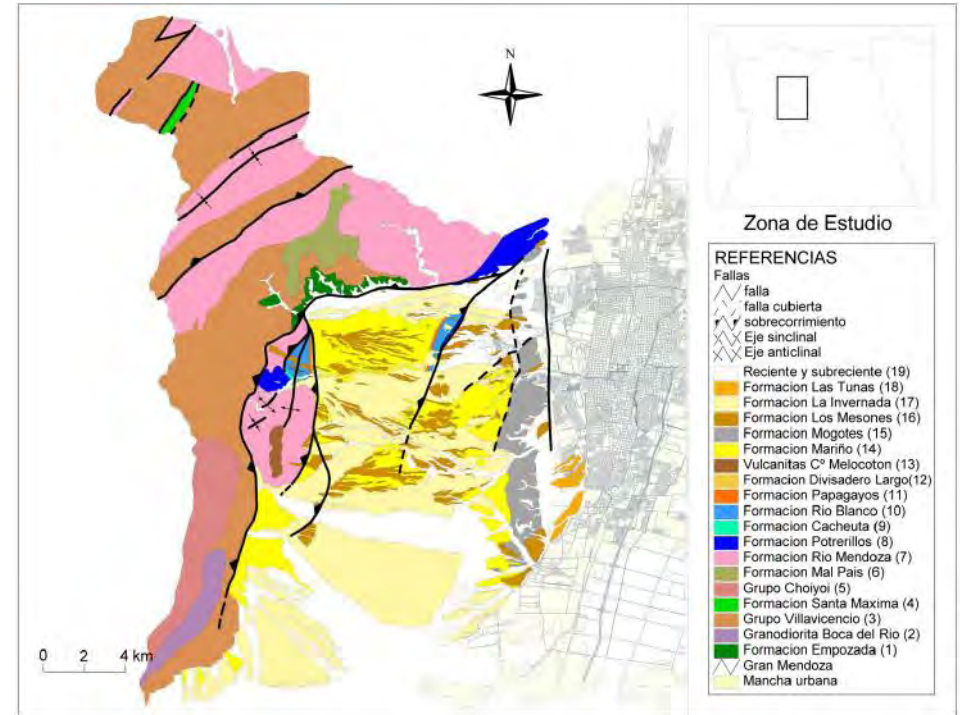 N
Zona de Estudio
REFERENCIAS
Fallas
falla
falla cubierta
sobrecorrimiento
Eje sinclinal
Eje anticlinal
Reciente y subreciente (19)
Formacion Las Tunas (18)
Formacion La Invernada (17)
Formacion Los Mesones (16)
Formacion Mogotes (15)
Formacion Mariño (14)
Vulcanitas Cº Melocoton (13)
Formacion Divisadero Largo(12)
Formacion Papagayos (11)
Formacion Rio Blanco (10)
Formacion Cacheuta (9)
Formacion Potrerillos (8)
Formacion Rio Mendoza (7)
Formacion Mal Pais (6)
Grupo Choiyoi (5)
Formacion Santa Maxima (4)
Grupo Villavicencio (3)
Granodiorita Boca del Rio (2)
Formacion Empozada (1)
Gran Mendoza
Mancha urbana
0 2 4 km